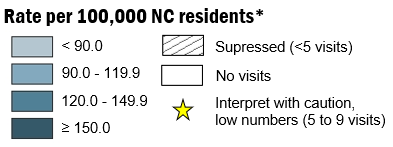 Rate per 100,000 NC residents*
< 90.0
90.0 - 119.9
120.0 - 149.9
≥ 150.0
Supressed (<5 visits)
No visits
Interpret with caution,
low numbers (5 to 9 visits)